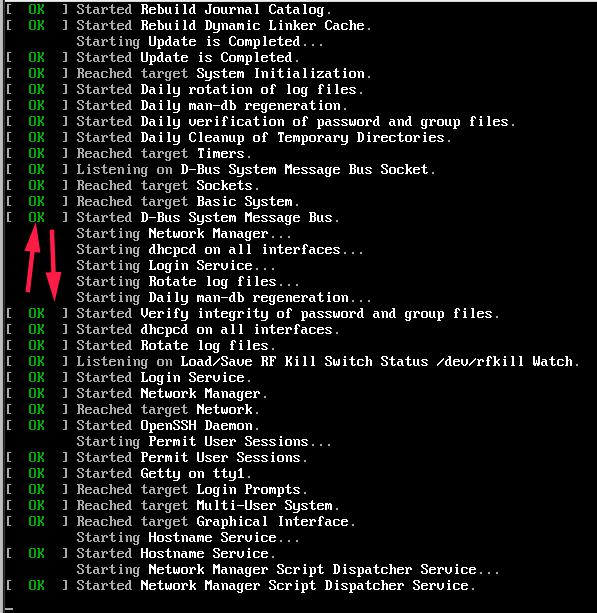 [  OK  ] Started Rebuild Journal Catalog.
[  OK  ] Started Rebuild Dynamic Linker Cache.
         Starting Update is Completed...
[  OK  ] Started Update is Completed.
[  OK  ] Reached target System Initialization.
[  OK  ] Started Daily rotation of log files.
[  OK  ] Started Daily man-db regeneration.
[  OK  ] Started Daily verification of password and group files.
[  OK  ] Started Daily Cleanup of Temporary Directories.
[  OK  ] Reached target Timers.
[  OK  ] Listening on D-Bus System Message Bus Socket.
[  OK  ] Reached target Sockets.
[  OK  ] Reached target Basic System.
[  OK  ] Started D-Bus System Message Bus.
         Starting Network Manager...
         Starting dhcpcd on all interfaces...
         Starting Login Service...
         Starting Rotate log files...
         Starting Daily man-db regeneration...
[  OK  ] Started Verify integrity of password and group files.
[  OK  ] Started dhcpcd on all interfaces.
[  OK  ] Started Rotate log files.
[  OK  ] Listening on Load/Save RF Kill Switch Status /dev/rfkill Watch.
[  OK  ] Started Login Service.
[  OK  ] Started Network Manager.
[  OK  ] Reached target Network.
[  OK  ] Started OpenSSH Daemon.
         Starting Permit User Sessions...
[  OK  ] Started Permit User Sessions.
[  OK  ] Started Getty on tty1.
[  OK  ] Reached target Login Prompts.
[  OK  ] Reached target Multi-User System.
[  OK  ] Reached target Graphical Interface.
         Starting Hostname Service...
[  OK  ] Started Hostname Service.
         Starting Network Manager Script Dispatcher Service...
[  OK  ] Started Network Manager Script Dispatcher Service.